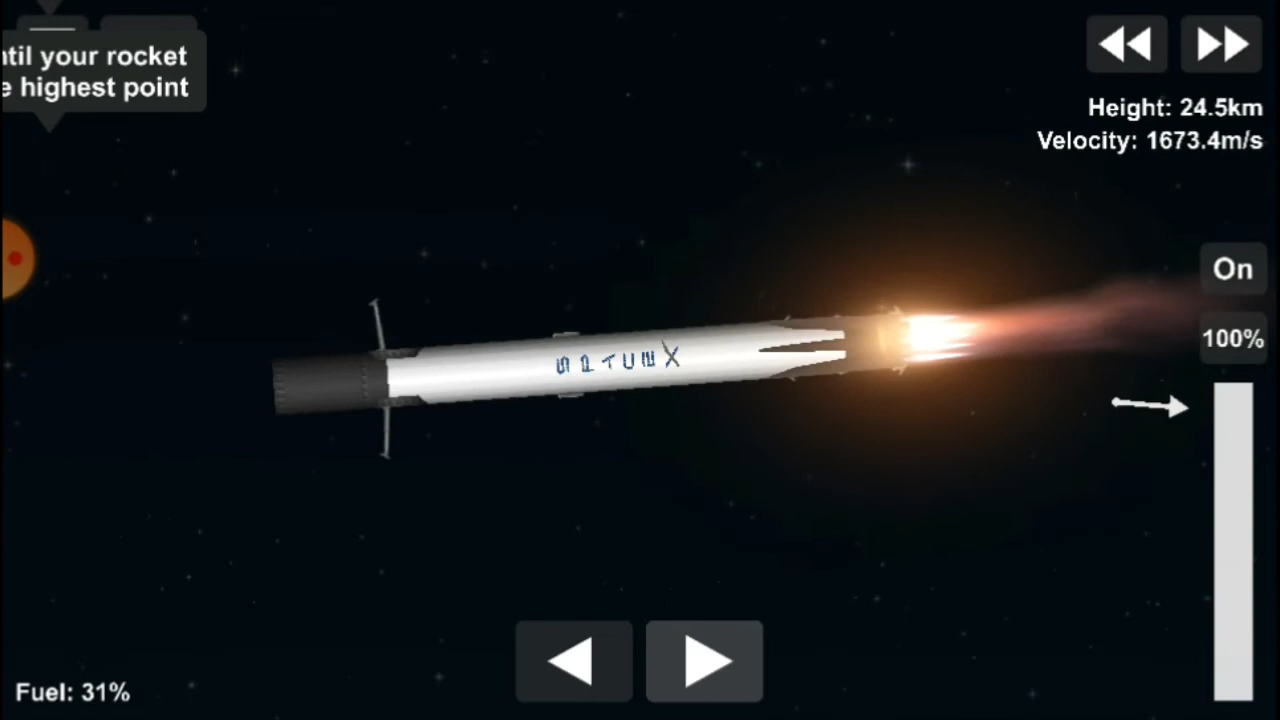 ntil your rocket
e highest point
Height: 24.5km
Velocity: 1673.4m/s
On
100%
Fuel: 31%